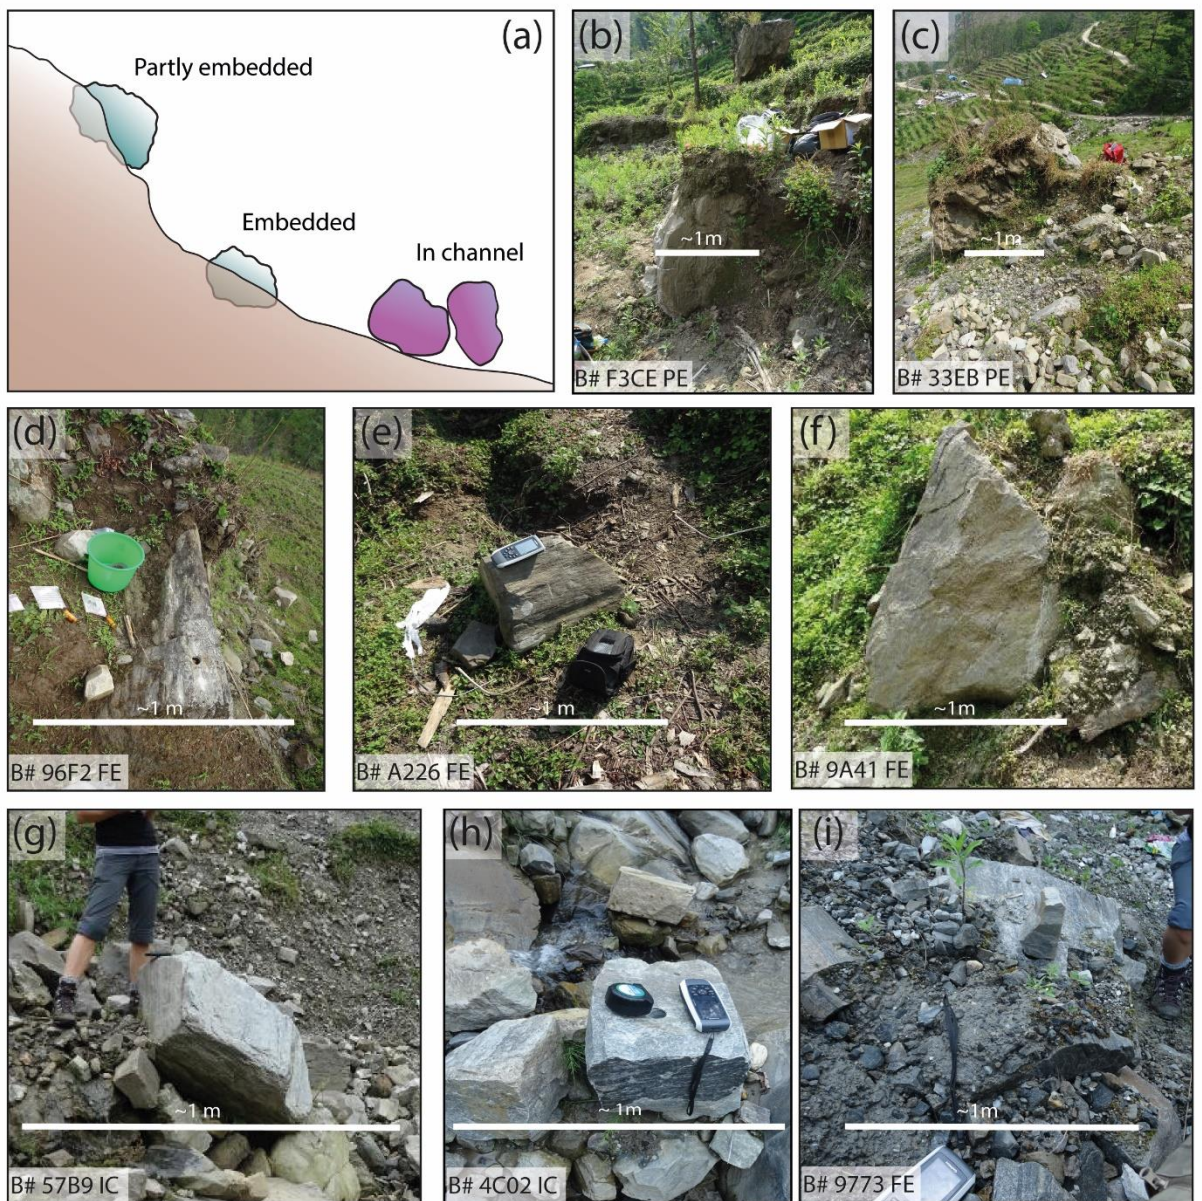 (a)
Partly embedded
Embedded
In channel
(b)
~1m
B# F3CE PE
(c)
~1m
B# 33EB PE
(d)
~1 m
B# 96F2 FE
(e)
~1 m
B# A226 FE
(f)
~1m
B# 9A41 FE
(g)
~1 m
B# 57B9 IC
(h)
~ 1m
B# 4C02 IC
(i)
~1m
B# 9773 FE